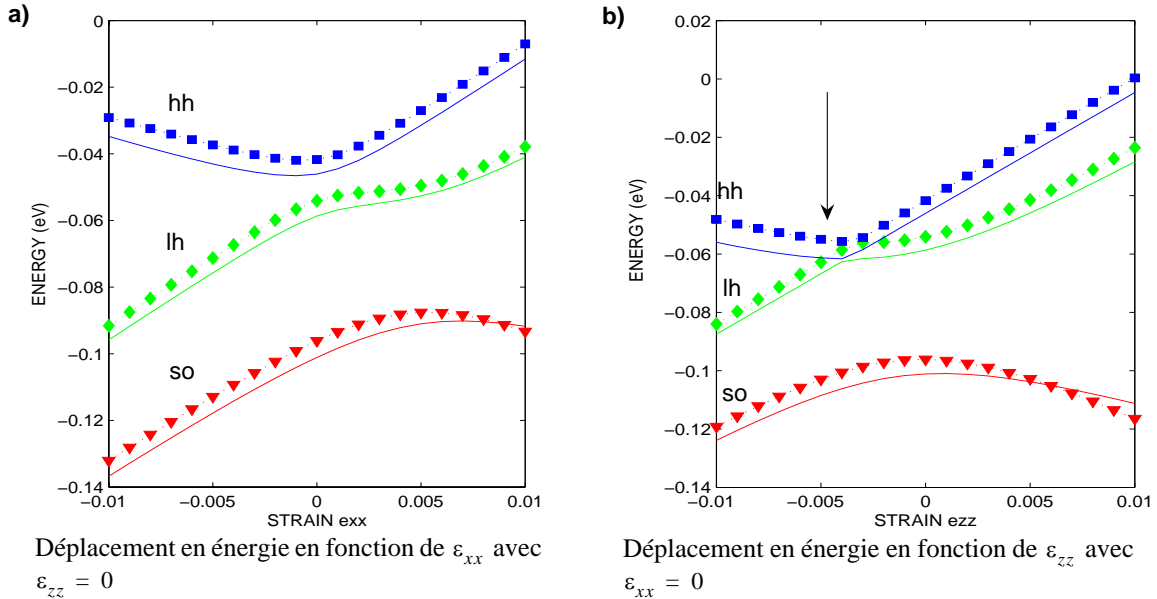 a)
0
−0.02
−0.04
−0.06
−0.08
−0.1
−0.12
−0.14
ENERGY (eV)
hh
lh
so
−0.01
−0.005
0
0.005
0.01
STRAIN exx
Déplacement en énergie en fonction de εxx avec
εzz = 0
b)
0.02
0
−0.02
−0.04
−0.06
−0.08
−0.1
−0.12
−0.14
ENERGY (eV)
hh
lh
so
−0.01
−0.005
0
0.005
0.01
STRAIN ezz
Déplacement en énergie en fonction de εzz avec
εxx = 0